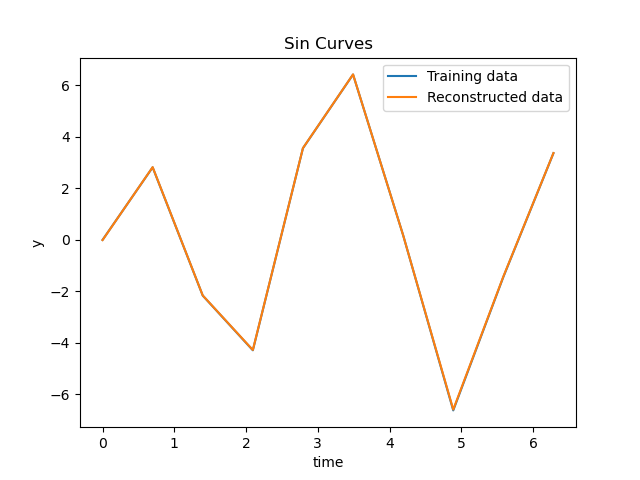 Sin Curves
Training data
Reconstructed data
6
4
2
0
−2
−4
−6
y
0 1 2 3 4 5 6
time